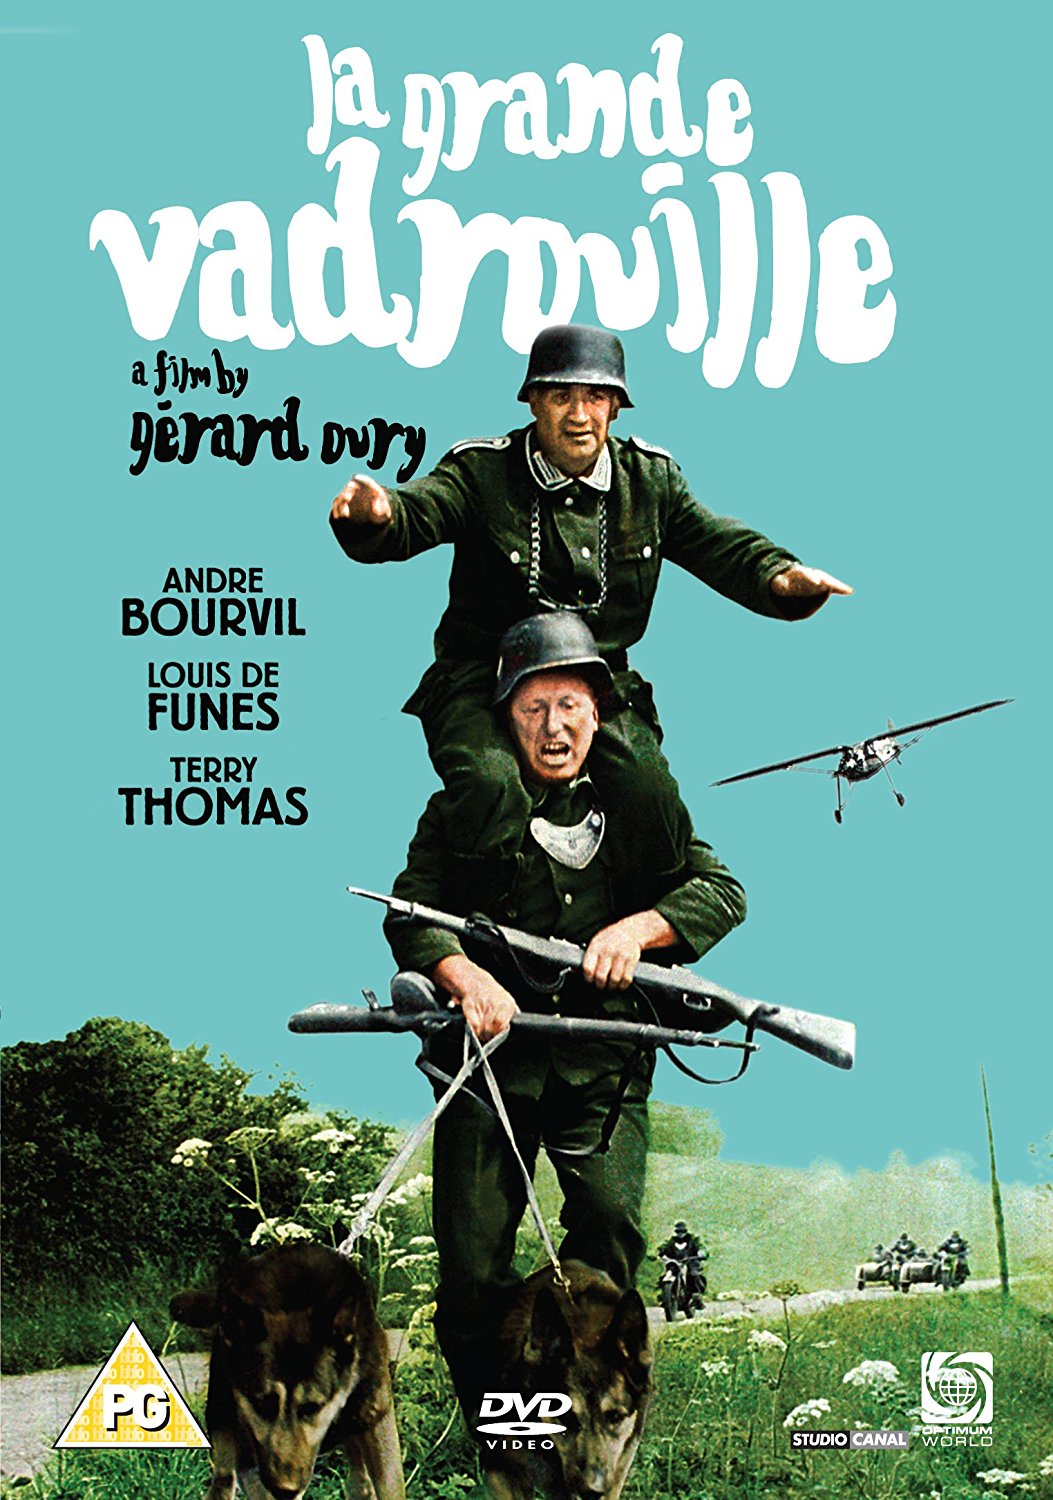 la grande
vadrouille
a film by
gérard oury
ANDRE
BOURVIL
LOUIS DE
FUNES
TERRY
THOMAS
PG
DVD
VIDEO
STUDIO CANAL
OPTIMUM
WORLD